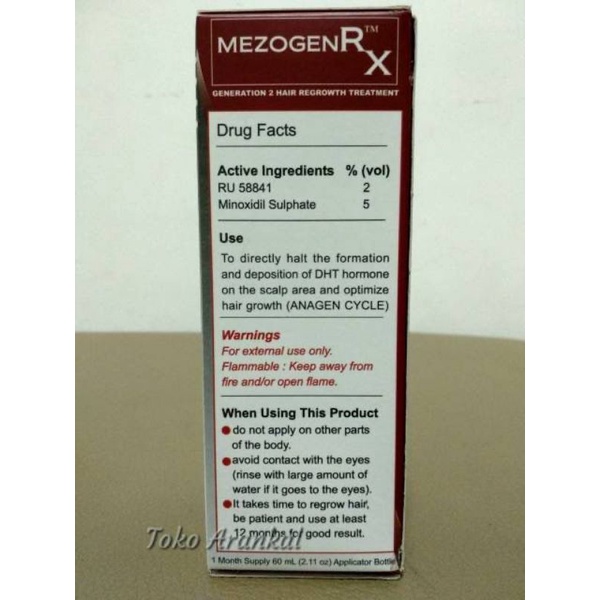 MEZOGENRX™
GENERATION 2 HAIR REGROWTH TREATMENT
Drug Facts
Active Ingredients % (vol)
RU 58841 2
Minoxidil Sulphate 5
Use
To directly halt the formation
and deposition of DHT hormone
on the scalp area and optimize
hair growth (ANAGEN CYCLE)
Warnings
For external use only.
Flammable : Keep away from
fire and/or open flame.
When Using This Product
do not apply on other parts
of the body.
avoid contact with the eyes
(rinse with large amount of
water if it goes to the eyes).
It takes time to regrow hair,
be patient and use at least
12 months for good result.
Toko Arankal
1 Month Supply 60 mL (2.11 oz) Applicator Bottle